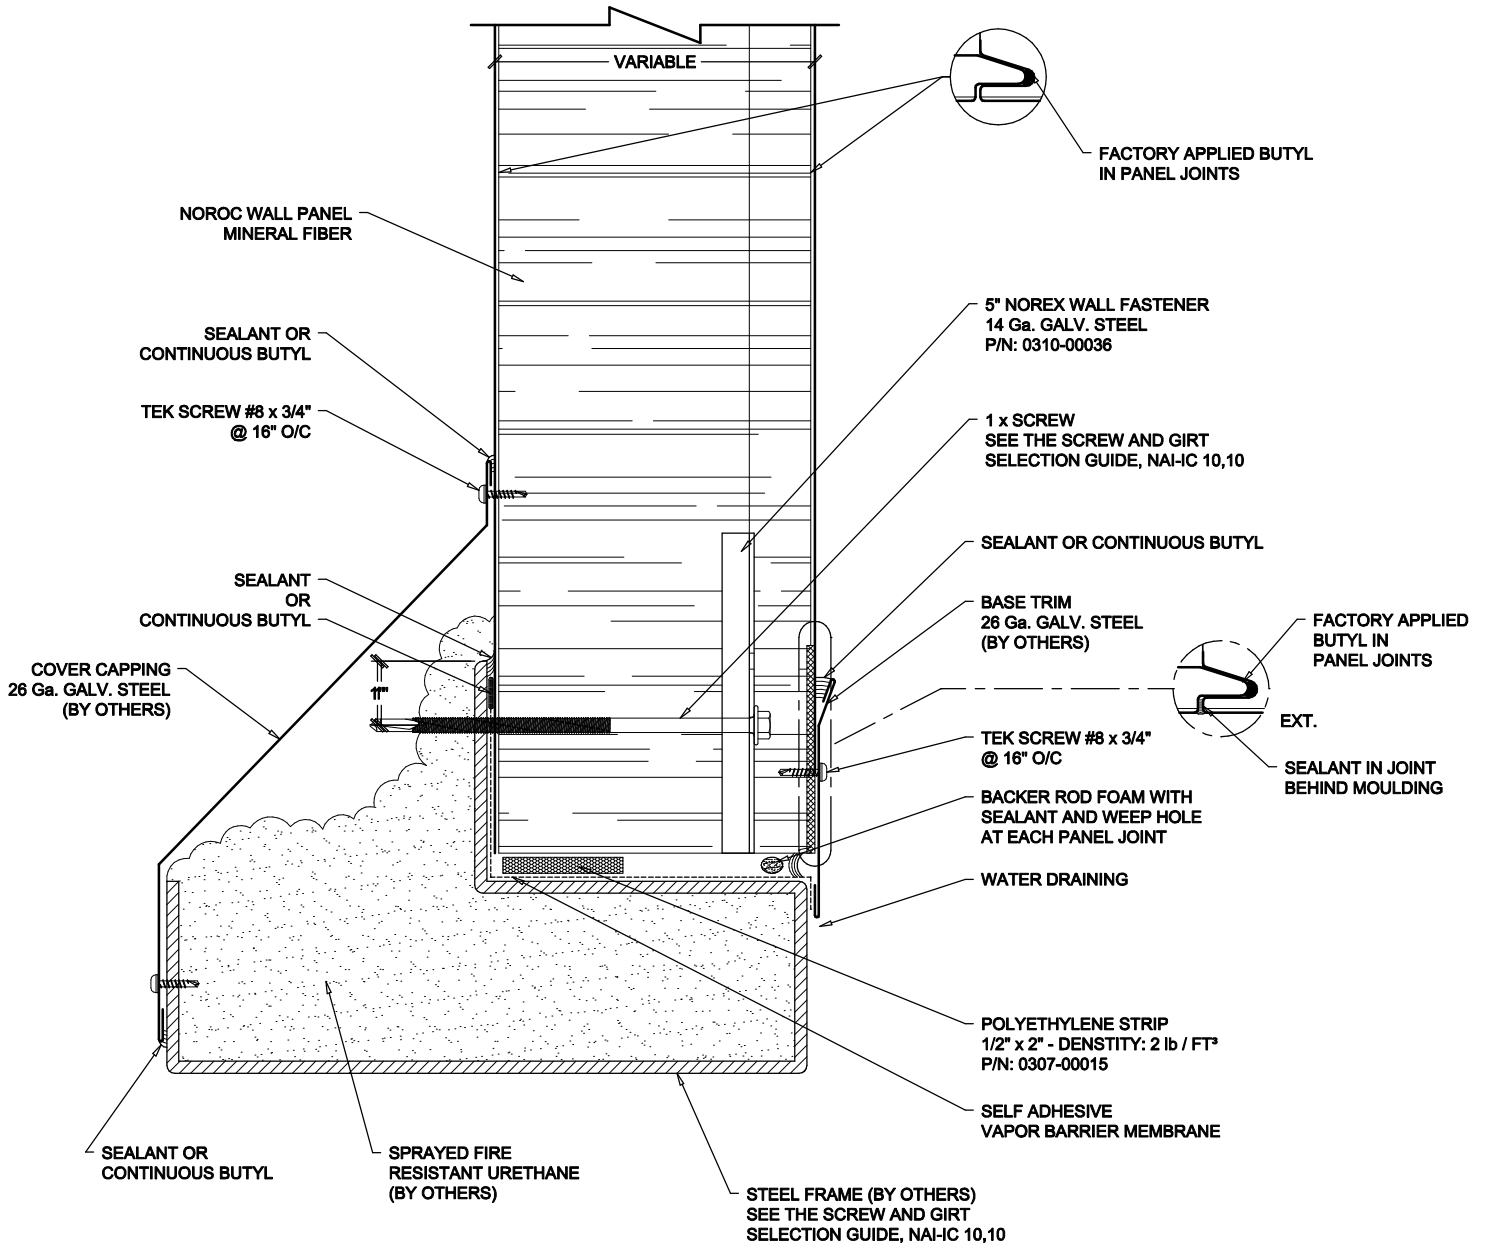 VARIABLE
FACTORY APPLIED BUTYL
IN PANEL JOINTS
NOROC WALL PANEL
MINERAL FIBER
5" NOREX WALL FASTENER
14 Ga. GALV. STEEL
P/N: 0310-00036
SEALANT OR
CONTINUOUS BUTYL
TEK SCREW #8 x 3/4"
@ 16" O/C
1 x SCREW
SEE THE SCREW AND GIRT
SELECTION GUIDE, NAI-IC 10,10
SEALANT OR CONTINUOUS BUTYL
SEALANT
OR
CONTINUOUS BUTYL
BASE TRIM
26 Ga. GALV. STEEL
(BY OTHERS)
FACTORY APPLIED
BUTYL IN
PANEL JOINTS
COVER CAPPING
26 Ga. GALV. STEEL
(BY OTHERS)
EXT.
TEK SCREW #8 x 3/4"
@ 16" O/C
SEALANT IN JOINT
BEHIND MOULDING
BACKER ROD FOAM WITH
SEALANT AND WEEP HOLE
AT EACH PANEL JOINT
WATER DRAINING
POLYETHYLENE STRIP
1/2" x 2" - DENSTITY: 2 lb / FT³
P/N: 0307-00015
SELF ADHESIVE
VAPOR BARRIER MEMBRANE
SEALANT OR
CONTINUOUS BUTYL
SPRAYED FIRE
RESISTANT URETHANE
(BY OTHERS)
STEEL FRAME (BY OTHERS)
SEE THE SCREW AND GIRT
SELECTION GUIDE, NAI-IC 10,10